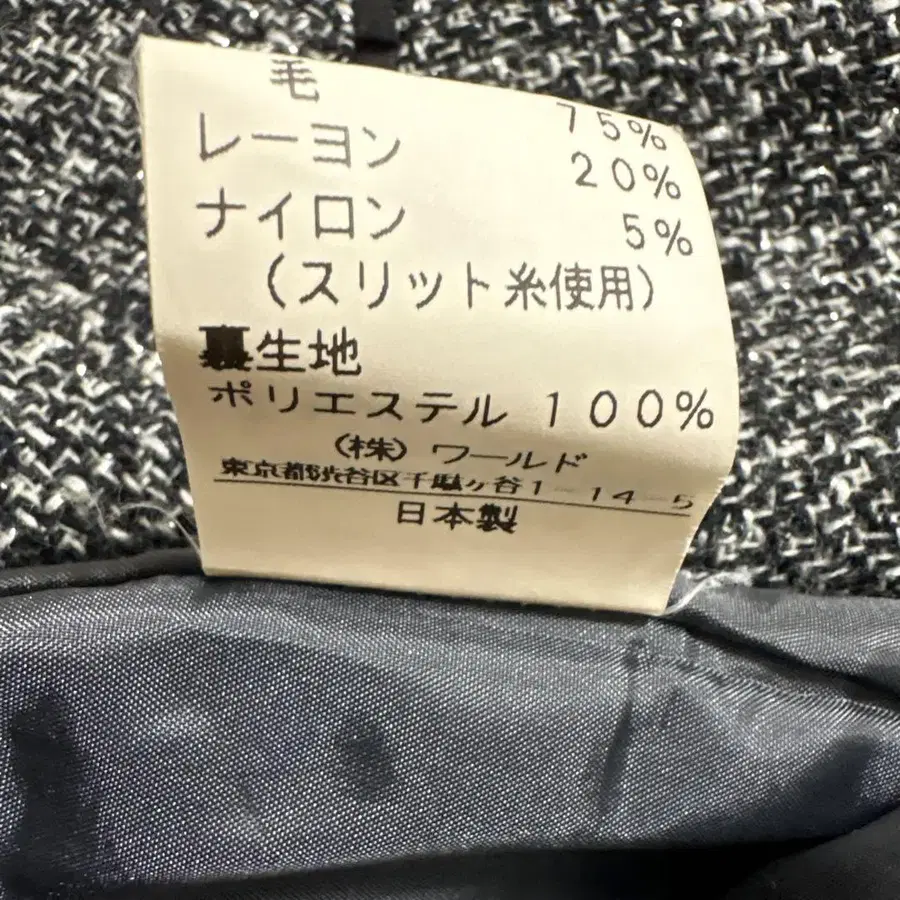 毛 75%
レーヨン 20%
ナイロン 5%
(スリット糸使用)
裏生地
ポリエステル 100%
(株) ワールド
東京都渋谷区千駄ヶ谷1-14-5
日本製